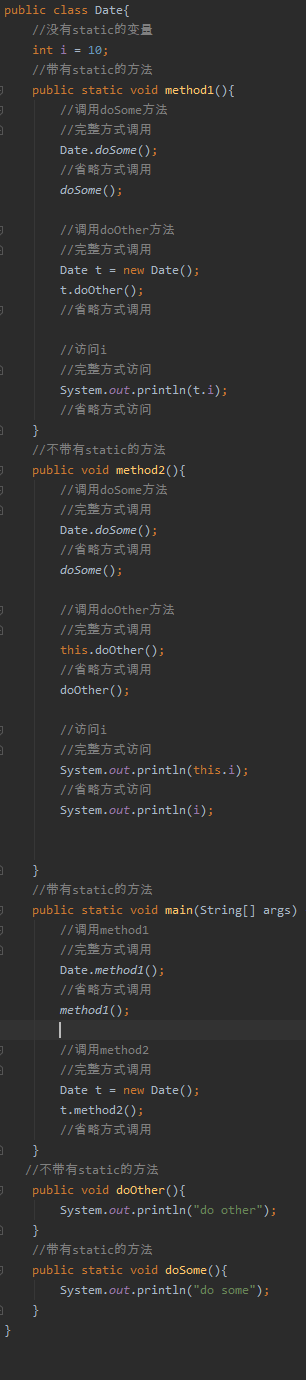 public class Date{
//没有static的变量
int i = 10;
//带有static的方法
public static void method1(){
//调用doSome方法
//完整方式调用
Date.doSome();
//省略方式调用
doSome();
//调用doOther方法
//完整方式调用
Date t = new Date();
t.doOther();
//省略方式调用
//访问i
//完整方式访问
System.out.println(t.i);
//省略方式访问
}
//不带有static的方法
public void method2(){
//调用doSome方法
//完整方式调用
Date.doSome();
//省略方式调用
doSome();
//调用doOther方法
//完整方式调用
this.doOther();
//省略方式调用
doOther();
//访问i
//完整方式访问
System.out.println(this.i);
//省略方式访问
System.out.println(i);
}
//带有static的方法
public static void main(String[] args)
//调用method1
//完整方式调用
Date.method1();
//省略方式调用
method1();
//调用method2
//完整方式调用
Date t = new Date();
t.method2();
//省略方式调用
}
//不带有static的方法
public void doOther(){
System.out.println("do other");
}
//带有static的方法
public static void doSome(){
System.out.println("do some");
}
}